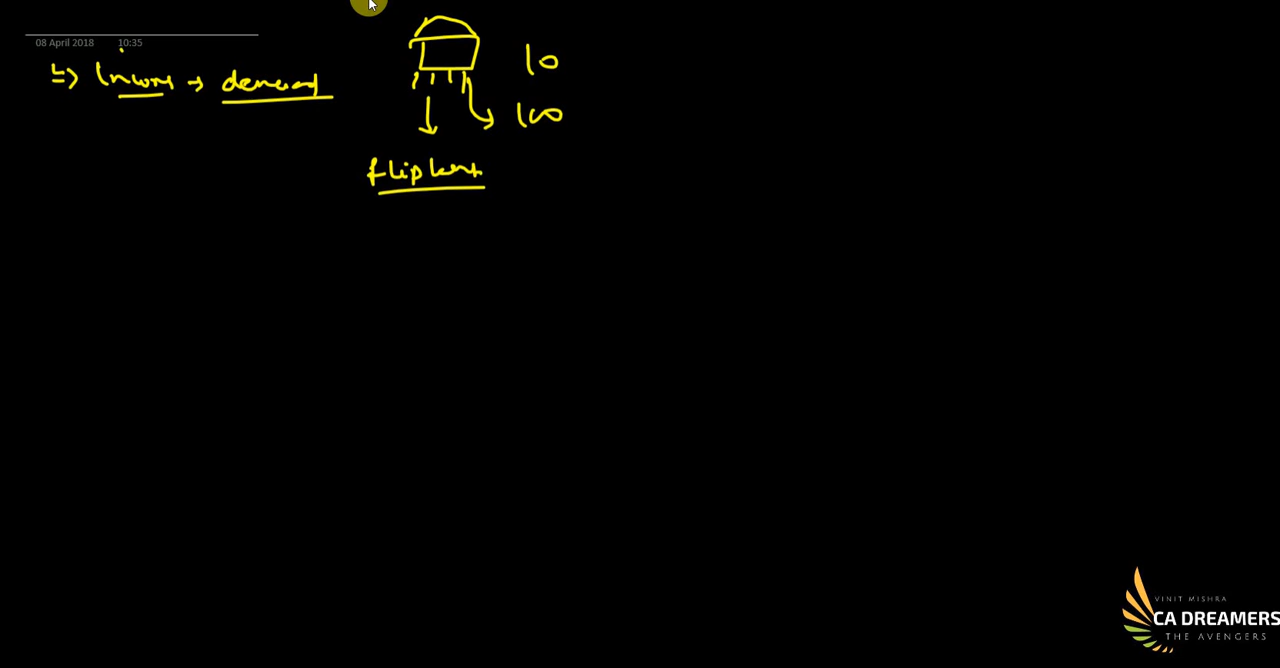 08 April 2018 10:35
↳> Income → demand
10
100
flipkart
VINIT MISHRA
CA DREAMERS
THE AVENGERS